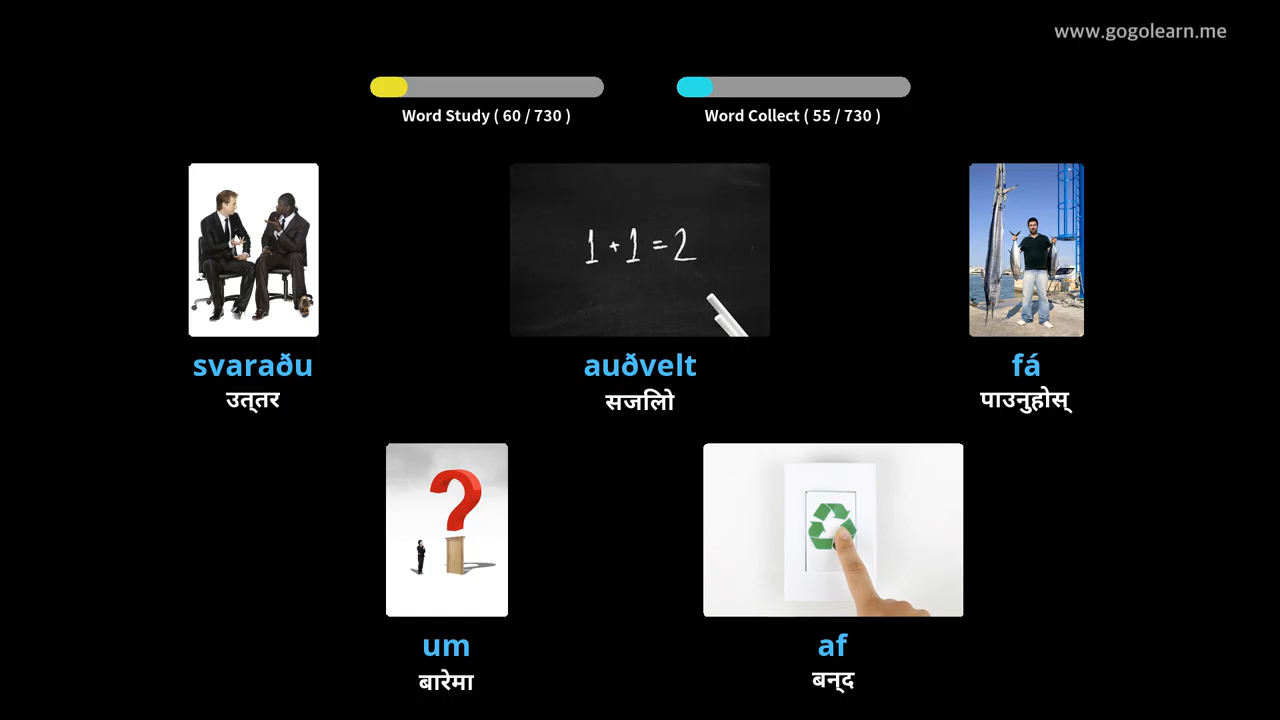 www.gogolearn.me
Word Study ( 60 / 730 )
Word Collect ( 55 / 730 )
1+1=2
svaraðu
उत्तर
auðvelt
सजिलो
fá
पाउनुहोस्
um
बारेमा
af
बन्द